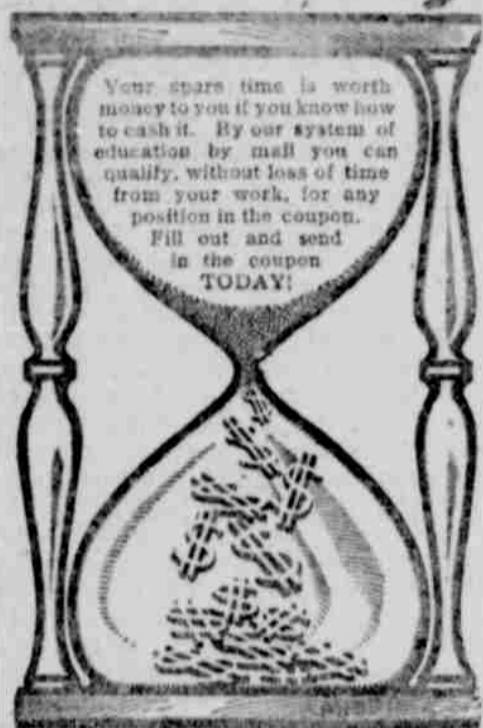 Your spare time is worth
money to you if you know how
to cash it. By our system of
education by mail you can
qualify, without loss of time
from your work, for any
position in the coupon.
Fill out and send
in the coupon
TODAY!